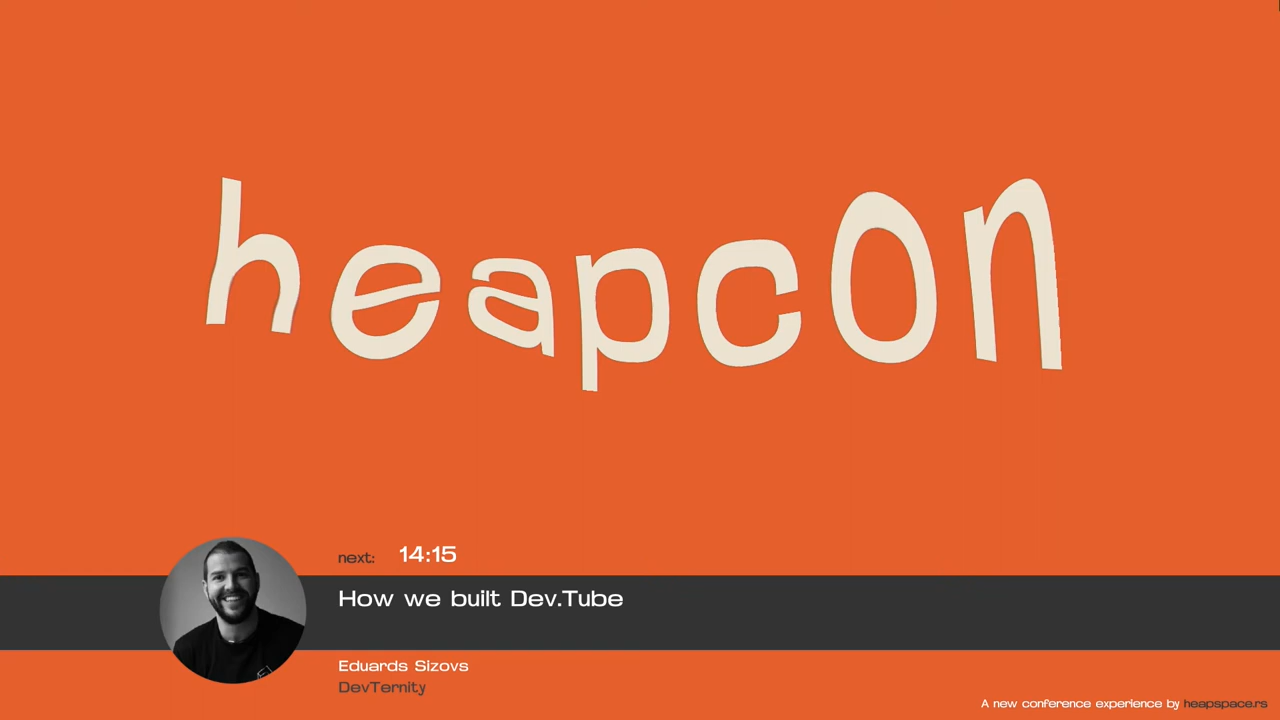 heapcon
next: 14:15
How we built Dev.Tube
Eduards Sizovs
DevTernity
A new conference experience by heapspace.rs